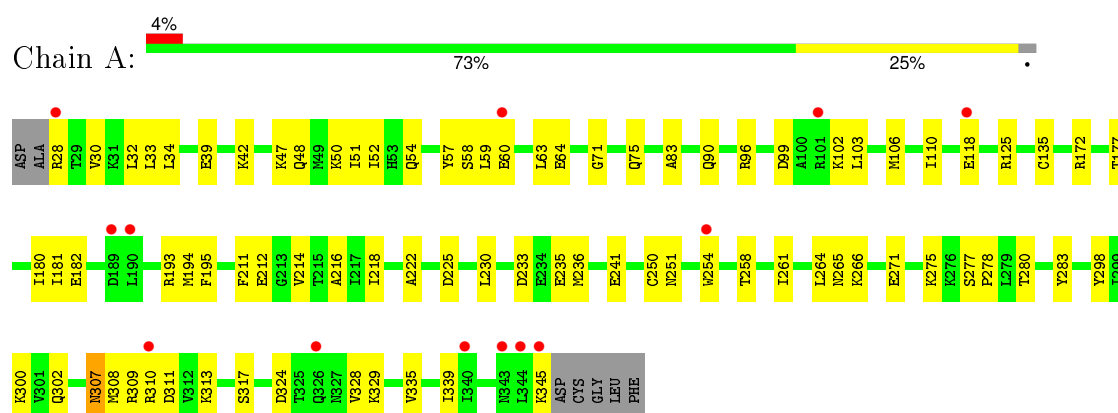 4%
Chain A:
73% 25% •
ASP ALA R28 T29 V30 K31 L32 L33 L34 E39 K42 K47 Q48 M49 K50 I51 I52 H53 Q54 Y57 S58 L59 E60 L63 E64 G71 Q75 A83 Q90 R96 D99 A100 R101 K102 L103 M106 I110 E118 R125 C135 R172 T177
I180 I181 E182 D189 L190 R193 M194 F195 F211 E212 G213 V214 T215 A216 I217 I218 A222 D225 L230 D233 E234 E235 M236 E241 C250 N251 W254 T258 I261 L264 N265 K266 E271 K275 K276 S277 P278 L279 T280 Y283 Y298 I299
K300 V301 Q302 N307 M308 R309 R310 D311 V312 K313 S317 D324 T325 Q326 N327 V328 K329 V335 I339 I340 N343 L344 K345 ASP CYS GLY LEU PHE